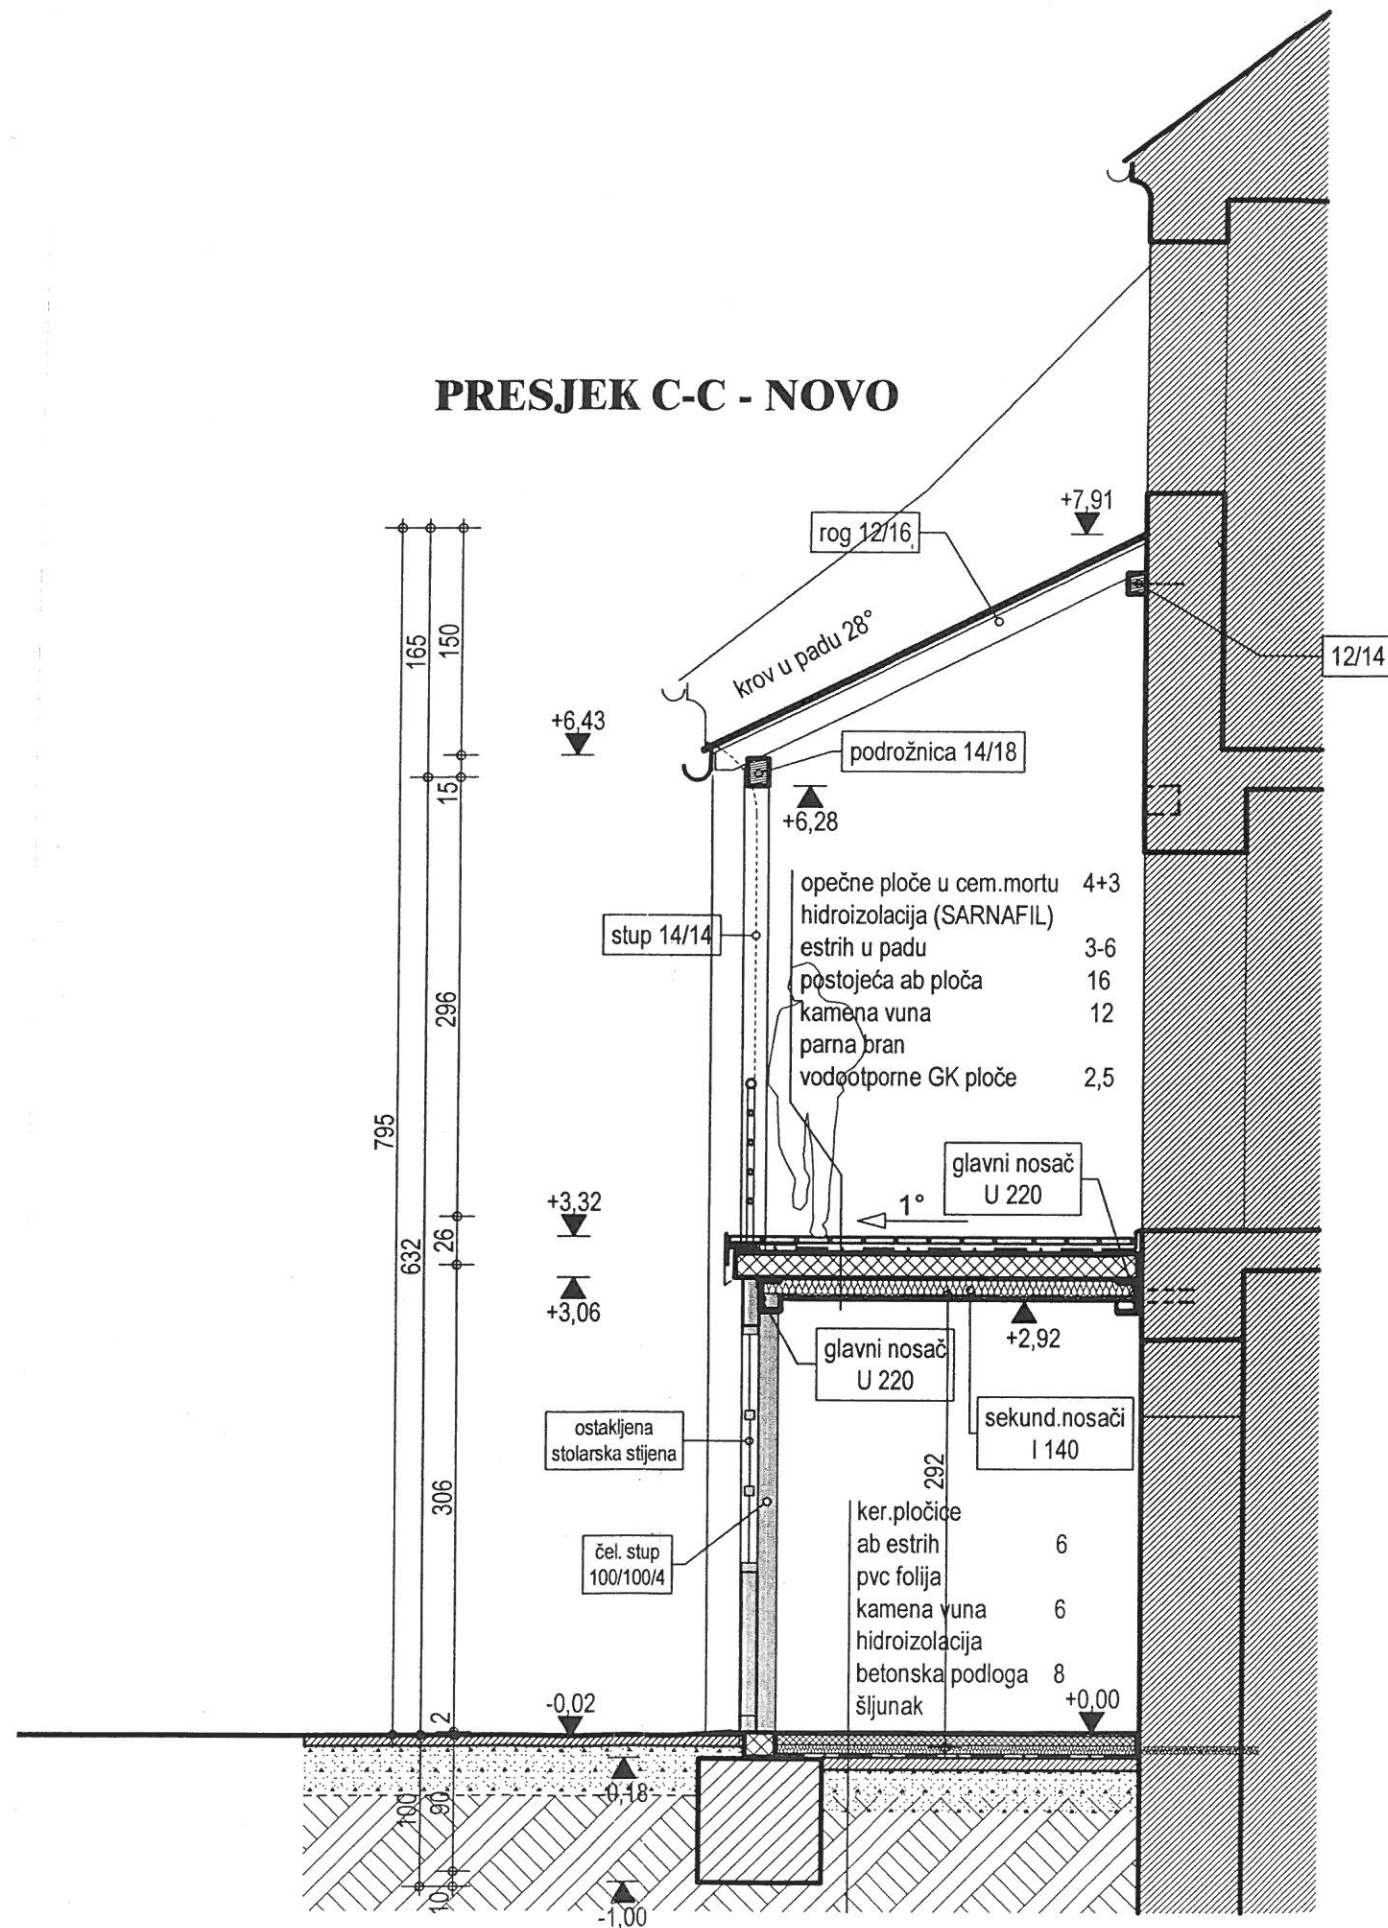 PRESJEK C-C - NOVO
+7,91
rog 12/16
12/14
krov u padu 28°
165
150
+6,43
podrožnica 14/18
15
+6,28
opečne ploče u cem.mortu 4+3
hidroizolacija (SARNAFIL)
estrih u padu 3-6
postojeća ab ploča 16
kamena vuna 12
parna bran
vodootporne GK ploče 2,5
stup 14/14
296
795
glavni nosač
U 220
1°
+3,32
26
632
+3,06
+2,92
glavni nosač
U 220
sekund.nosači
I 140
ostakljena
stolarska stijena
292
306
ker.pločice
ab estrih 6
pvc folija
kamena vuna 6
hidroizolacija
betonska podloga 8
šljunak
čel. stup
100/100/4
-0,02
+0,00
2
0,18
100
90
10
-1,00